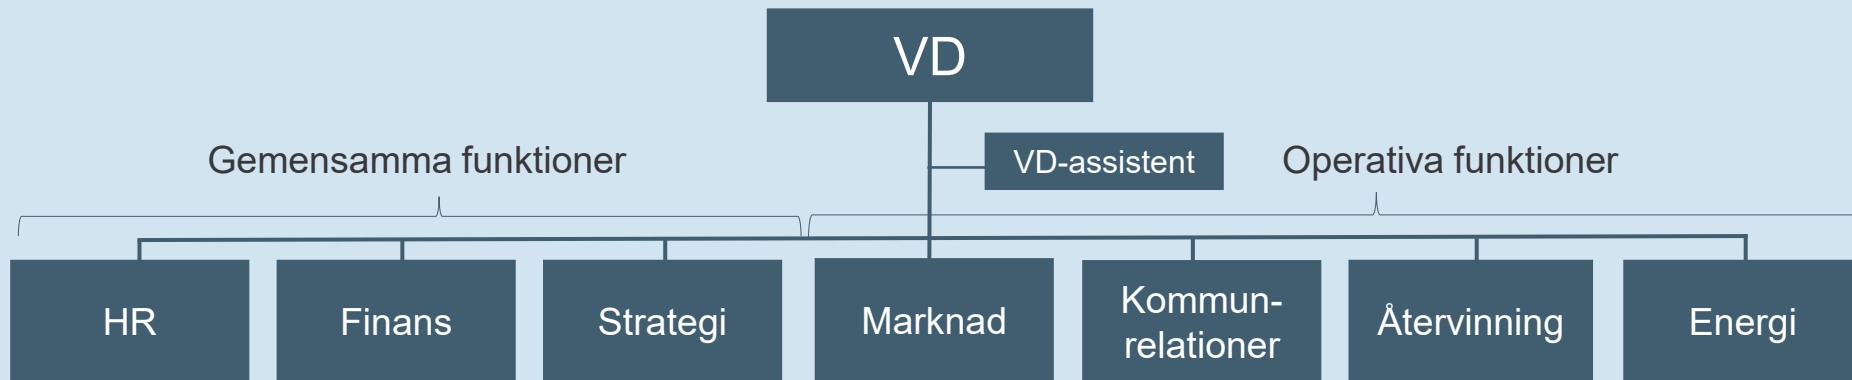 VD
Gemensamma funktioner
VD-assistent
Operativa funktioner
HR
Finans
Strategi
Marknad
Kommun-
relationer
Återvinning
Energi